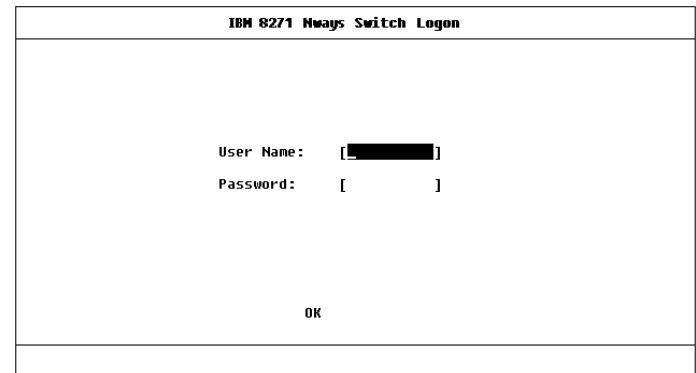 IBM 8271 Nways Switch Logon
User Name: [_ ]
Password: [ ]
OK